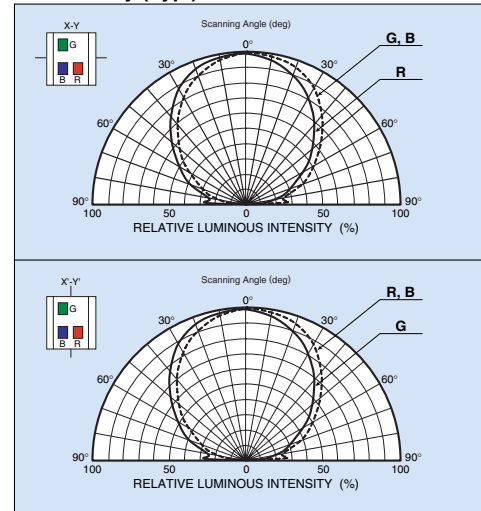 X-Y
G
B R
Scanning Angle (deg)
0°
30° 30°
60° 60°
90° 90°
100 50 0 50 100
RELATIVE LUMINOUS INTENSITY (%)
G, B
R
X'-Y'
G
B R
Scanning Angle (deg)
0°
30° 30°
60° 60°
90° 90°
100 50 0 50 100
RELATIVE LUMINOUS INTENSITY (%)
R, B
G